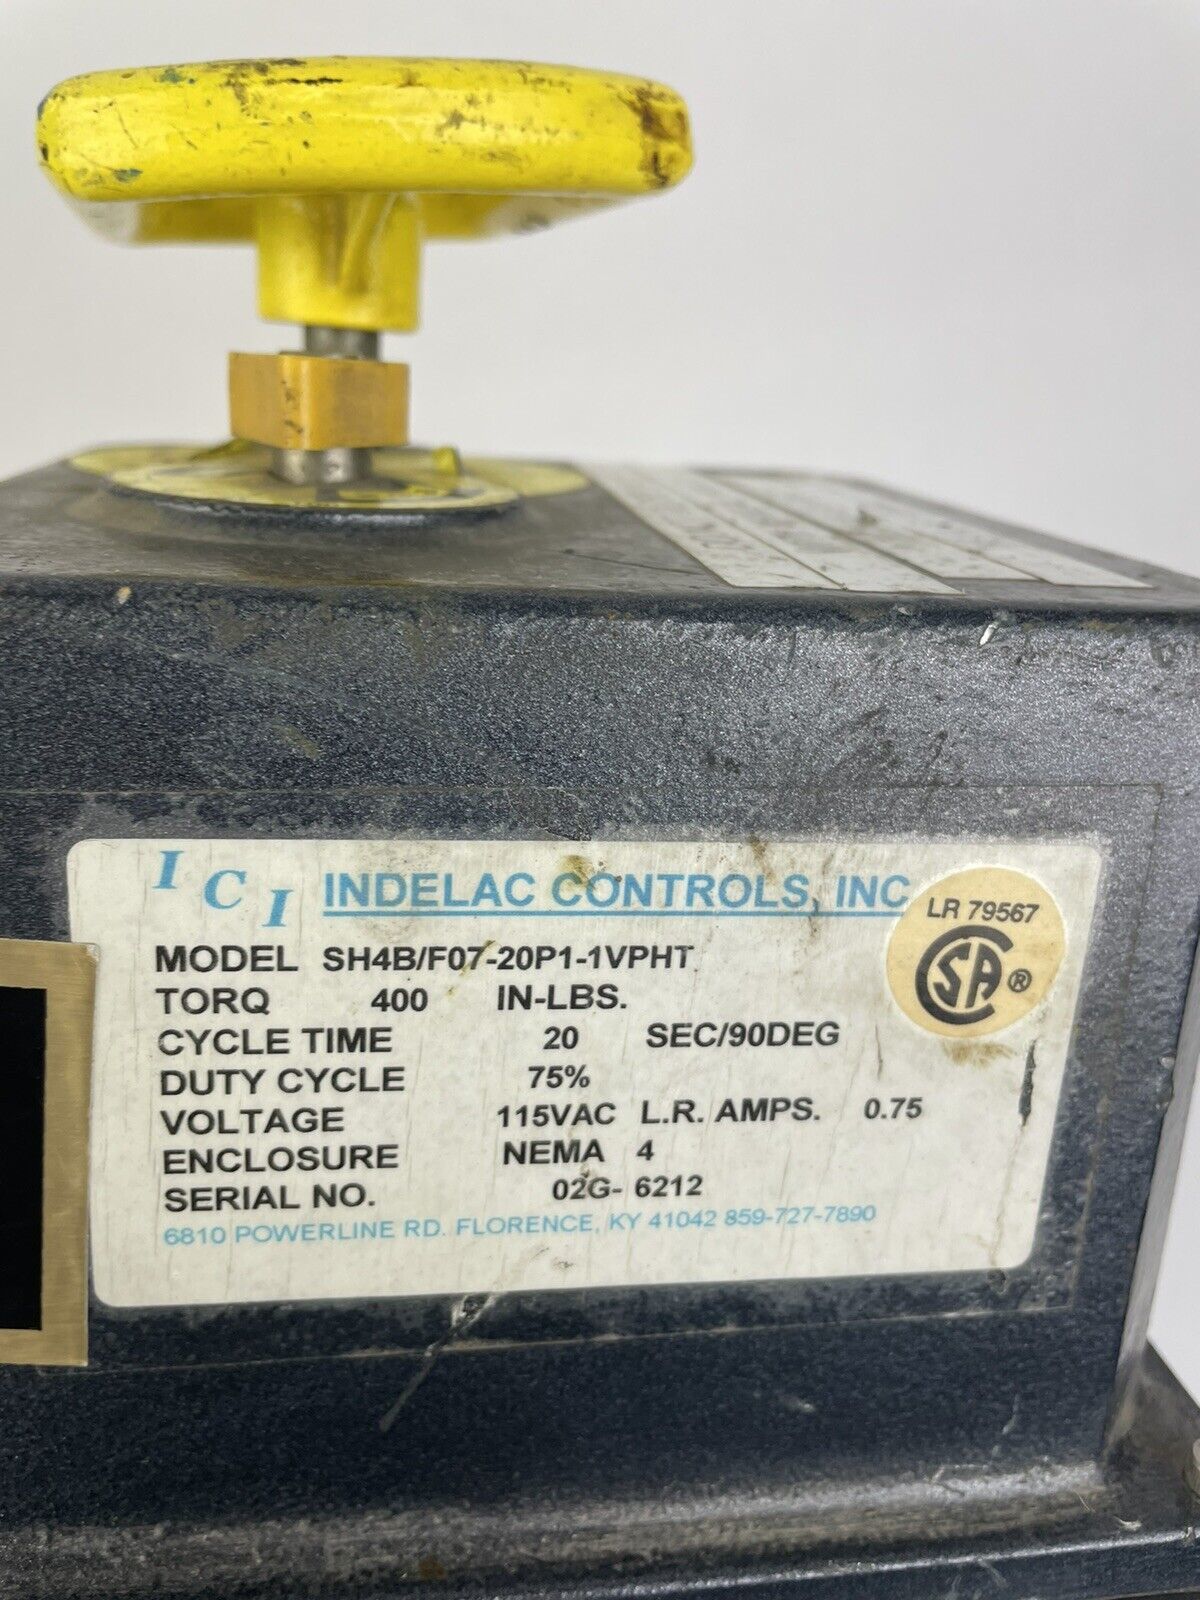 ICI INDELAC CONTROLS, INC
LR 79567
CSA ®
MODEL SH4B/F07-20P1-1VPHT
TORQ 400 IN-LBS.
CYCLE TIME 20 SEC/90DEG
DUTY CYCLE 75%
VOLTAGE 115VAC L.R. AMPS. 0.75
ENCLOSURE NEMA 4
SERIAL NO. 02G- 6212
6810 POWERLINE RD. FLORENCE, KY 41042 859-727-7890